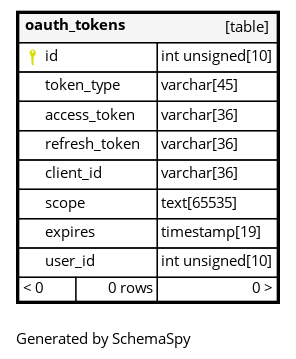 oauth_tokens [table]
id int unsigned[10]
token_type varchar[45]
access_token varchar[36]
refresh_token varchar[36]
client_id varchar[36]
scope text[65535]
expires timestamp[19]
user_id int unsigned[10]
< 0 0 rows 0 >
Generated by SchemaSpy